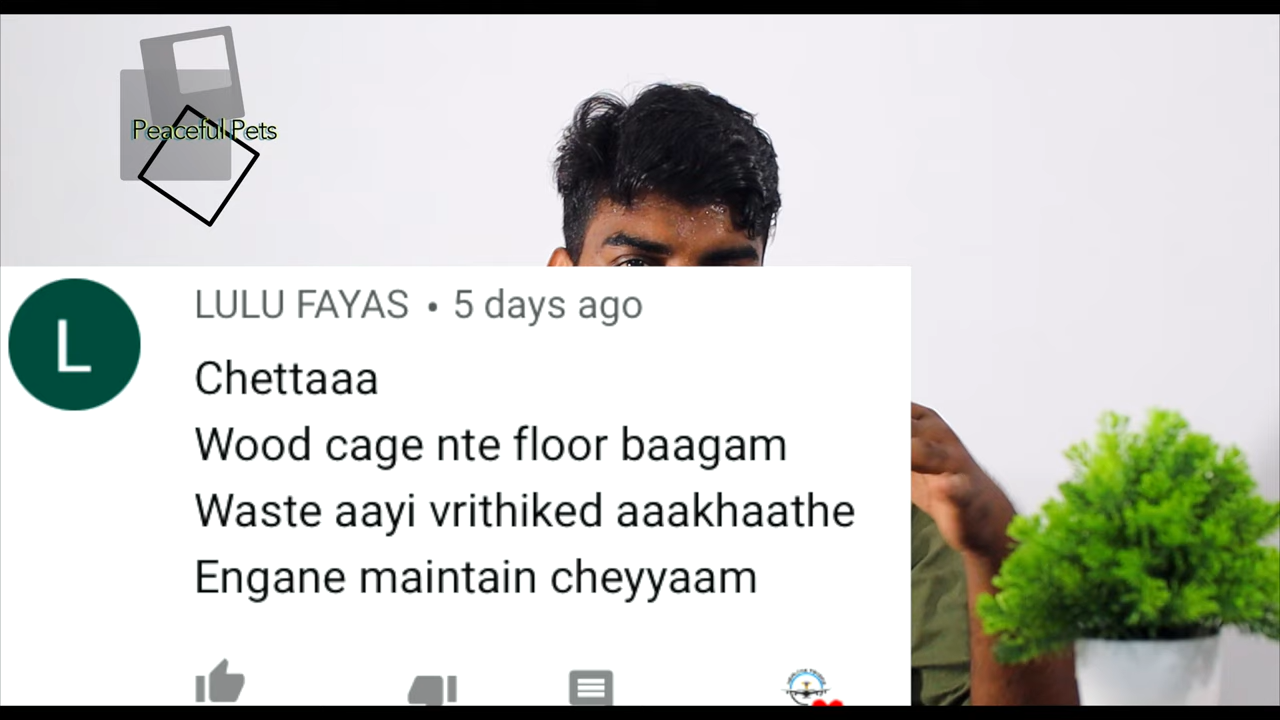 Peaceful Pets
L
LULU FAYAS • 5 days ago
Chettaaa
Wood cage nte floor baagam
Waste aayi vrithiked aaakhaathe
Engane maintain cheyyaam